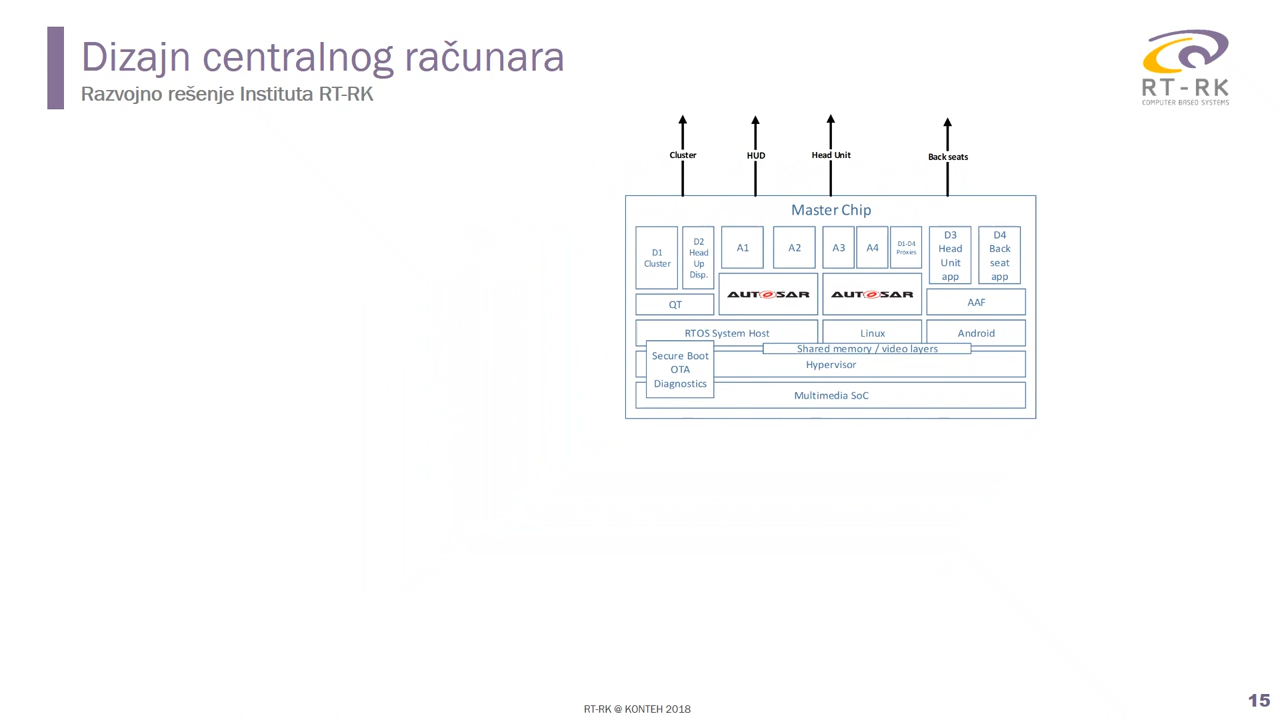 Dizajn centralnog računara
Razvojno rešenje Instituta RT-RK
RT-RK
COMPUTER BASED SYSTEMS
Cluster
HUD
Head Unit
Back seats
Master Chip
D1
Cluster
D2
Head
Up
Disp.
A1
A2
A3
A4
D1-D4
Proxies
D3
Head
Unit
app
D4
Back
seat
app
QT
AUTOSAR
AUTOSAR
AAF
RTOS System Host
Linux
Android
Shared memory / video layers
Secure Boot
OTA
Diagnostics
Hypervisor
Multimedia SoC
RT-RK @ KONTEH 2018
15